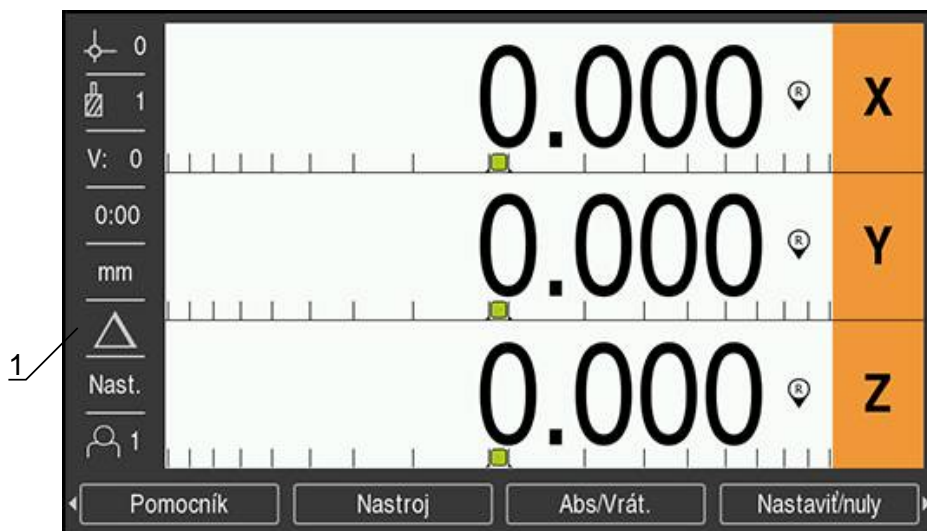 0
0.000 R X
1
V: 0
0:00
0.000 R Y
mm
1
Nast.
0.000 R Z
1
Pomocník Nastroj Abs/Vrát. Nastaviť/nuly